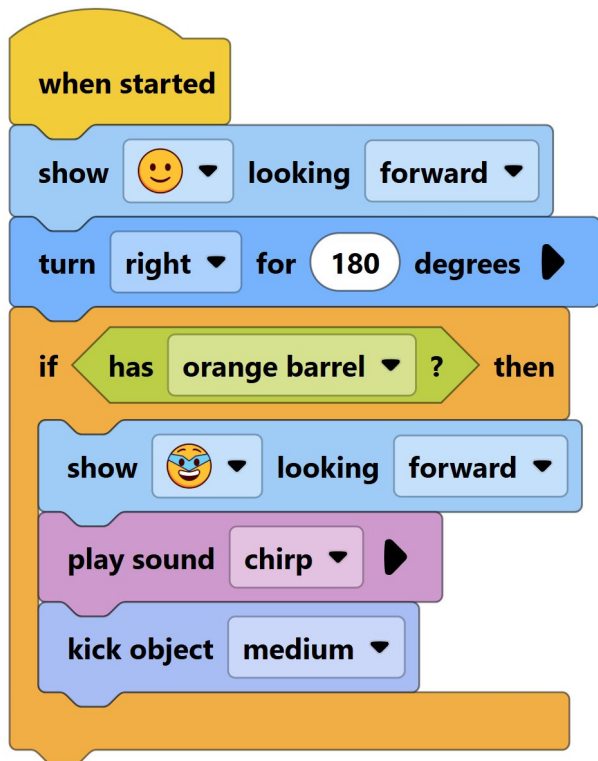 when started
show looking forward
turn right for 180 degrees
if has orange barrel ? then
show looking forward
play sound chirp
kick object medium